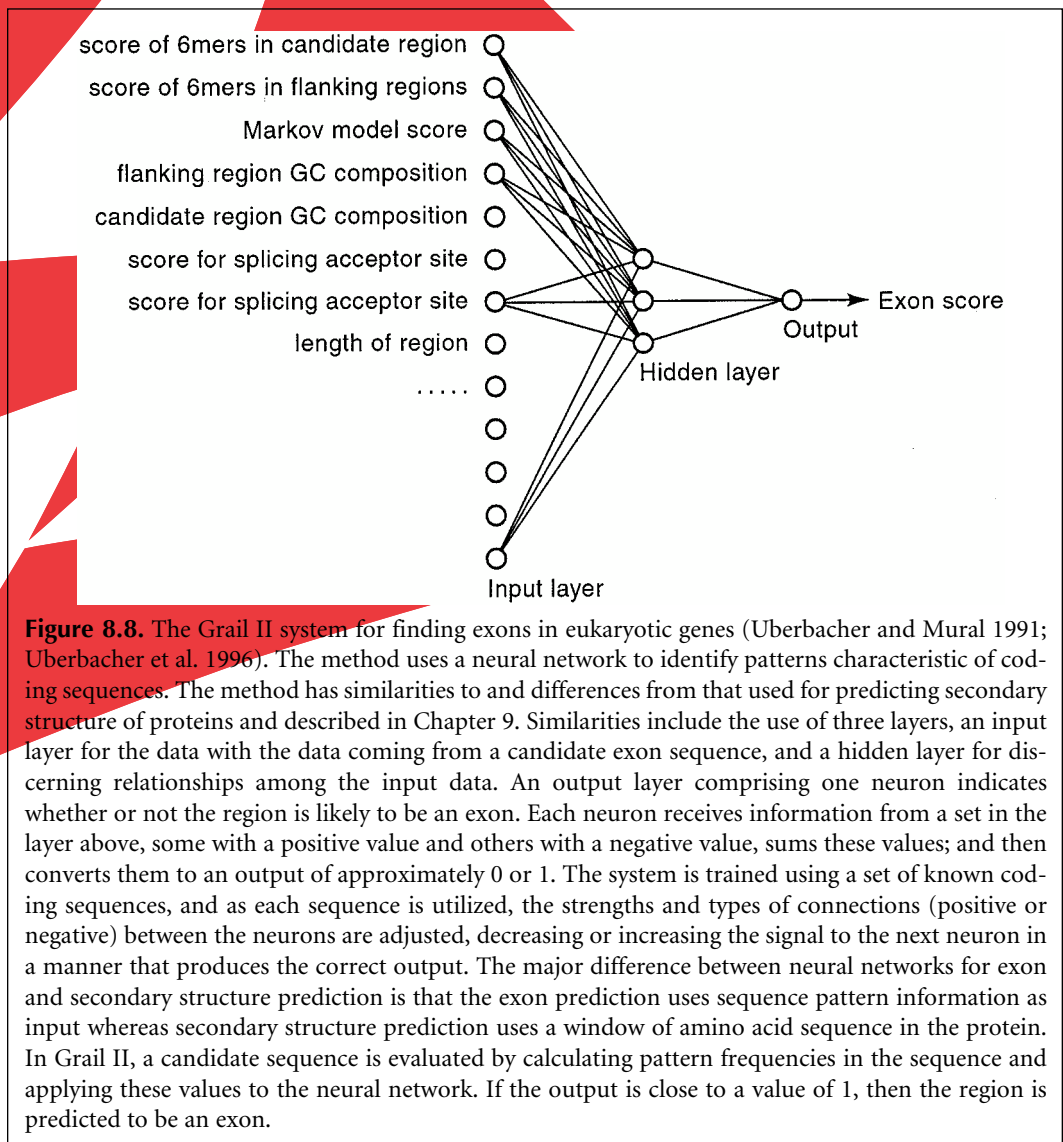 score of 6mers in candidate region
score of 6mers in flanking regions
Markov model score
flanking region GC composition
candidate region GC composition
score for splicing acceptor site
score for splicing acceptor site
length of region
.....
Input layer
Hidden layer
Output
Exon score
Figure 8.8. The Grail II system for finding exons in eukaryotic genes (Uberbacher and Mural 1991;
Uberbacher et al. 1996). The method uses a neural network to identify patterns characteristic of cod-
ing sequences. The method has similarities to and differences from that used for predicting secondary
structure of proteins and described in Chapter 9. Similarities include the use of three layers, an input
layer for the data with the data coming from a candidate exon sequence, and a hidden layer for dis-
cerning relationships among the input data. An output layer comprising one neuron indicates
whether or not the region is likely to be an exon. Each neuron receives information from a set in the
layer above, some with a positive value and others with a negative value, sums these values; and then
converts them to an output of approximately 0 or 1. The system is trained using a set of known cod-
ing sequences, and as each sequence is utilized, the strengths and types of connections (positive or
negative) between the neurons are adjusted, decreasing or increasing the signal to the next neuron in
a manner that produces the correct output. The major difference between neural networks for exon
and secondary structure prediction is that the exon prediction uses sequence pattern information as
input whereas secondary structure prediction uses a window of amino acid sequence in the protein.
In Grail II, a candidate sequence is evaluated by calculating pattern frequencies in the sequence and
applying these values to the neural network. If the output is close to a value of 1, then the region is
predicted to be an exon.